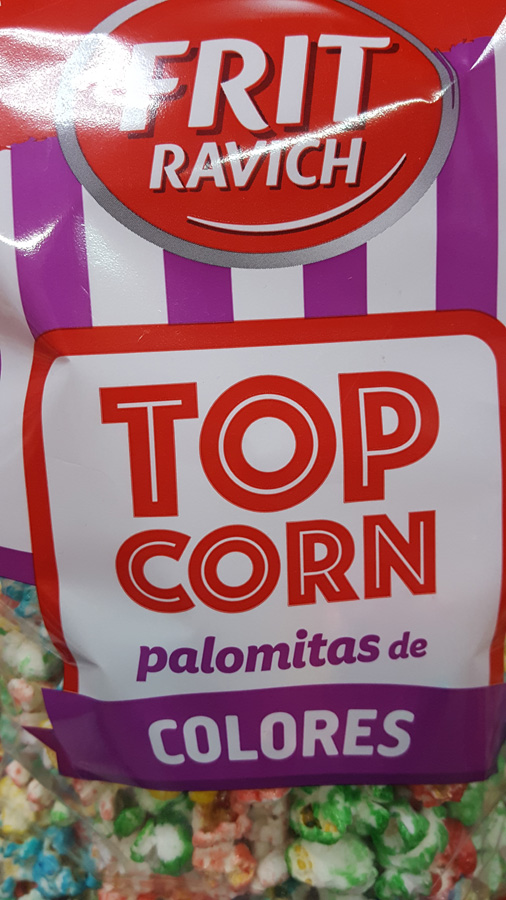 FRIT
RAVICH
TOP
CORN
palomitas de
COLORES